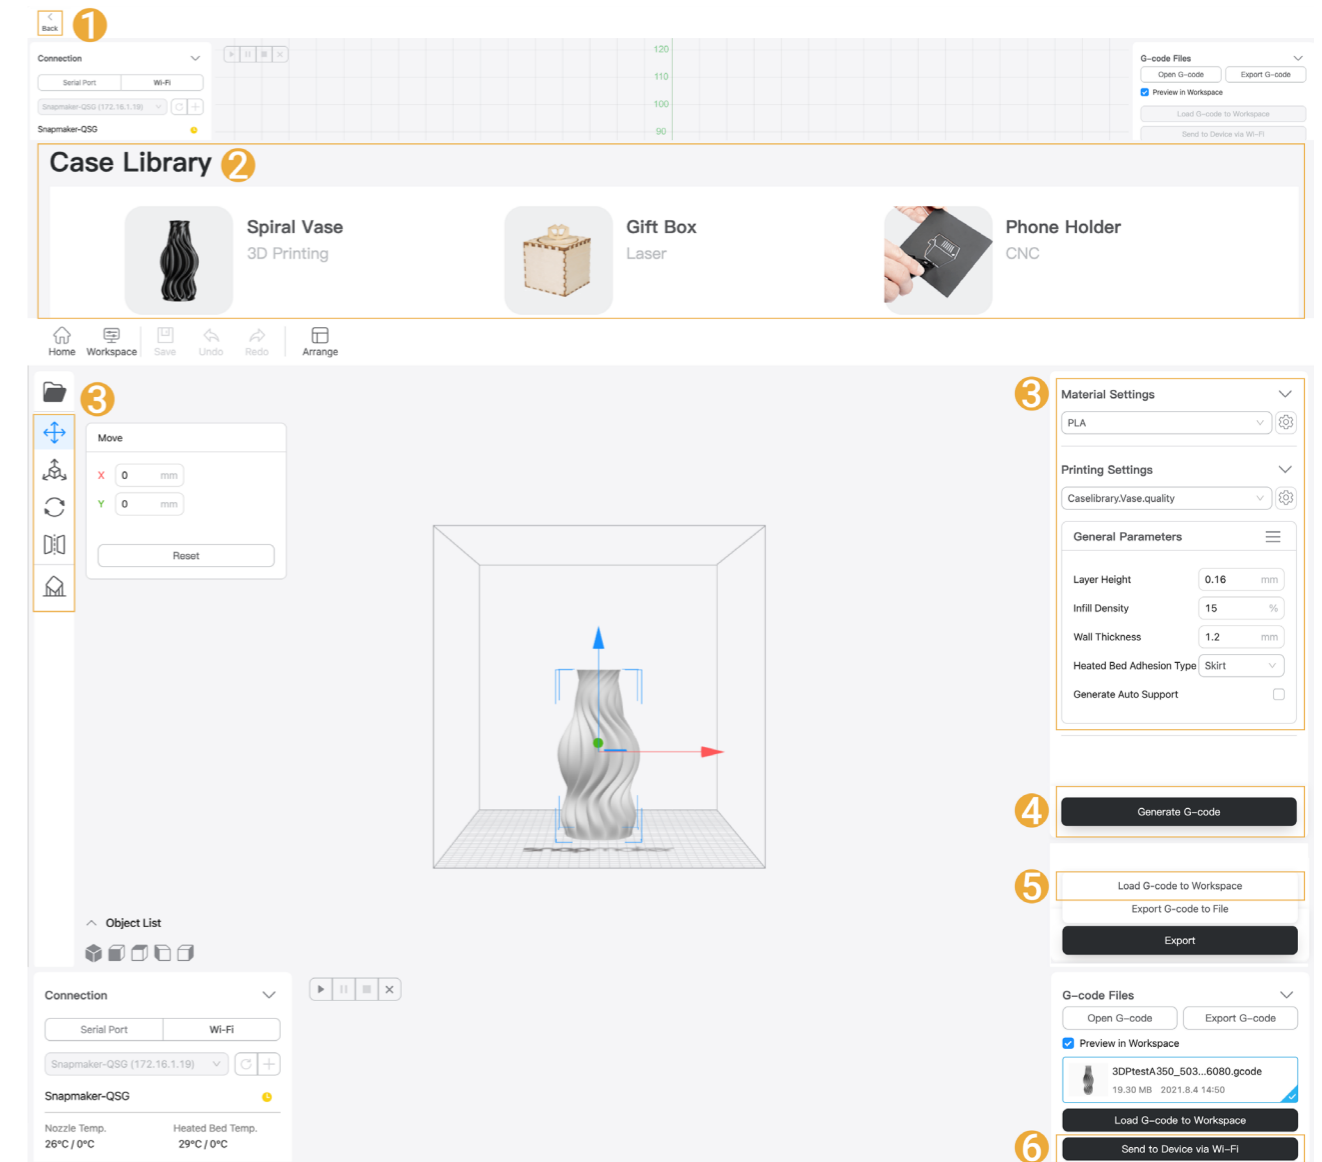 Back
1
Connection
Serial Port Wi-Fi
Snapmaker-QSG (172.16.1.19)
Snapmaker-QSG
120
110
100
90
G-code Files
Open G-code Export G-code
Preview in Workspace
Load G-code to Workspace
Send to Device via Wi-Fi
Case Library 2
Spiral Vase
3D Printing
Gift Box
Laser
Phone Holder
CNC
Home Workspace Save Undo Redo Arrange
3
Move
X 0 mm
Y 0 mm
Reset
snapmaker
Object List
3
Material Settings
PLA
Printing Settings
Caselibrary.Vase.quality
General Parameters
Layer Height 0.16 mm
Infill Density 15 %
Wall Thickness 1.2 mm
Heated Bed Adhesion Type Skirt
Generate Auto Support
4 Generate G-code
5 Load G-code to Workspace
Export G-code to File
Export
Connection
Serial Port Wi-Fi
Snapmaker-QSG (172.16.1.19)
Snapmaker-QSG
Nozzle Temp. Heated Bed Temp.
26°C / 0°C 29°C / 0°C
G-code Files
Open G-code Export G-code
Preview in Workspace
3DPtestA350_503...6080.gcode
19.30 MB 2021.8.4 14:50
Load G-code to Workspace
6 Send to Device via Wi-Fi